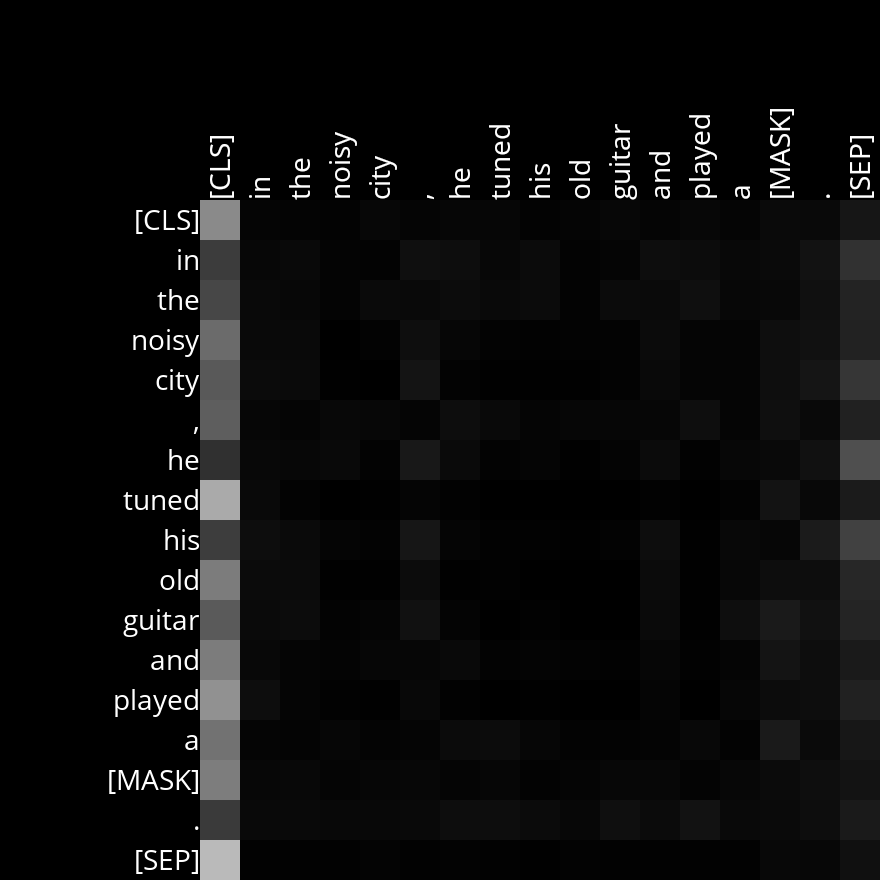 [CLS] in the noisy city , he tuned his old guitar and played a [MASK] . [SEP]
[CLS]
in
the
noisy
city
,
he
tuned
his
old
guitar
and
played
a
[MASK]
.
[SEP]